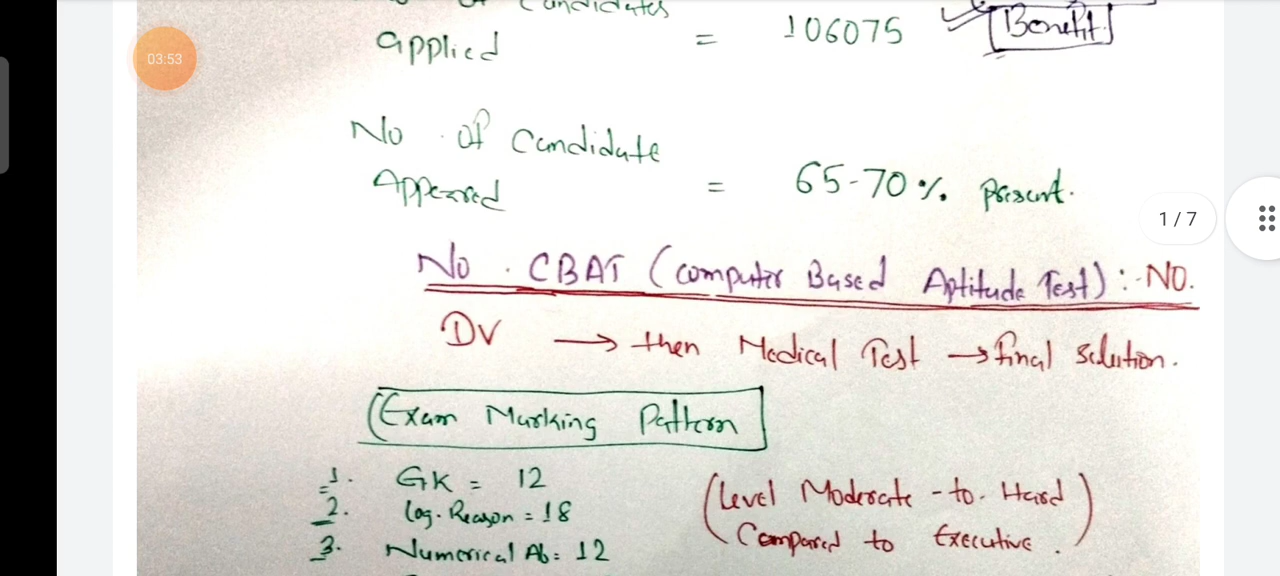 Candidates
applied = 106075 [Benefit]
03:53
No. of Candidate
Appeared = 65-70% present.
1 / 7
No. CBAT (computer Based Aptitude Test) :- NO.
DV → then Medical Test → final solution.
Exam Marking Pattern
1. GK = 12
2. Log. Reason = 18
3. Numerical Ab = 12
(Level Moderate - to - Hard
Compared to Executive.)